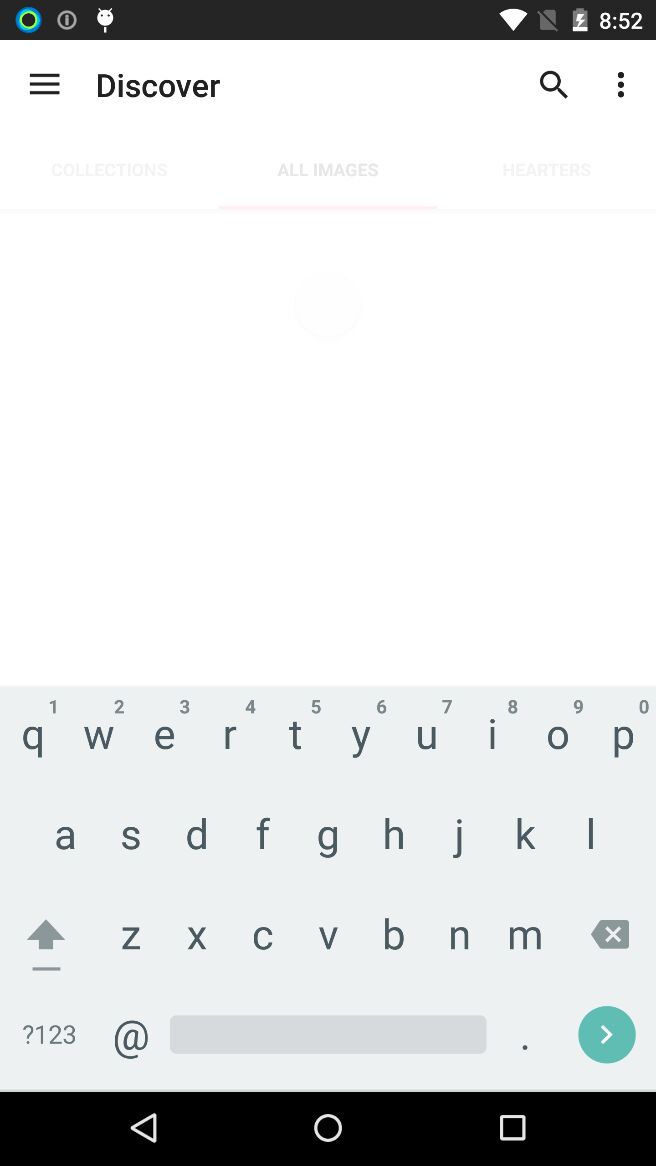 8:52
Discover
COLLECTIONS ALL IMAGES HEARTERS
1 2 3 4 5 6 7 8 9 0
q w e r t y u i o p
a s d f g h j k l
z x c v b n m
?123 @ .